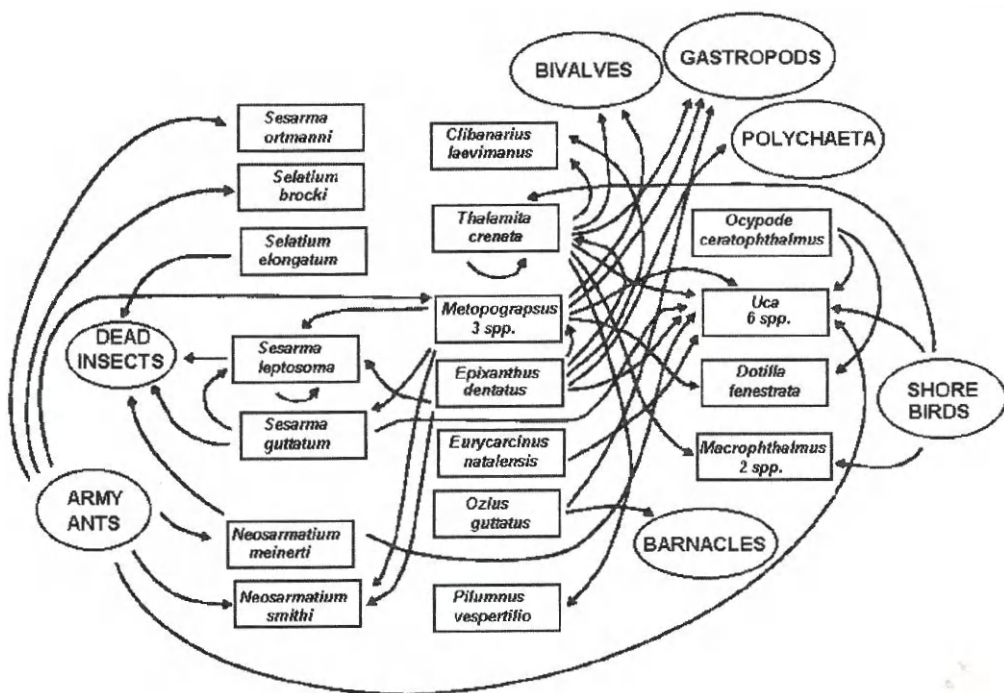 BIVALVES
GASTROPODS
POLYCHAETA
Sesarma
ortmanni
Selatium
brocki
Selatium
elongatum
DEAD
INSECTS
Sesarma
leptosoma
Sesarma
guttatum
ARMY
ANTS
Neosarmatium
meinerti
Neosarmatium
smithi
Clibanarius
laevimanus
Thalamita
crenata
Metopograpsus
3 spp.
Epixanthus
dentatus
Eurycarcinus
natalensis
Ozius
guttatus
Pilumnus
vespertilio
Ocypode
ceratophthalmus
Uca
6 spp.
Dotilla
fenestrata
Macrophthalmus
2 spp.
SHORE
BIRDS
BARNACLES